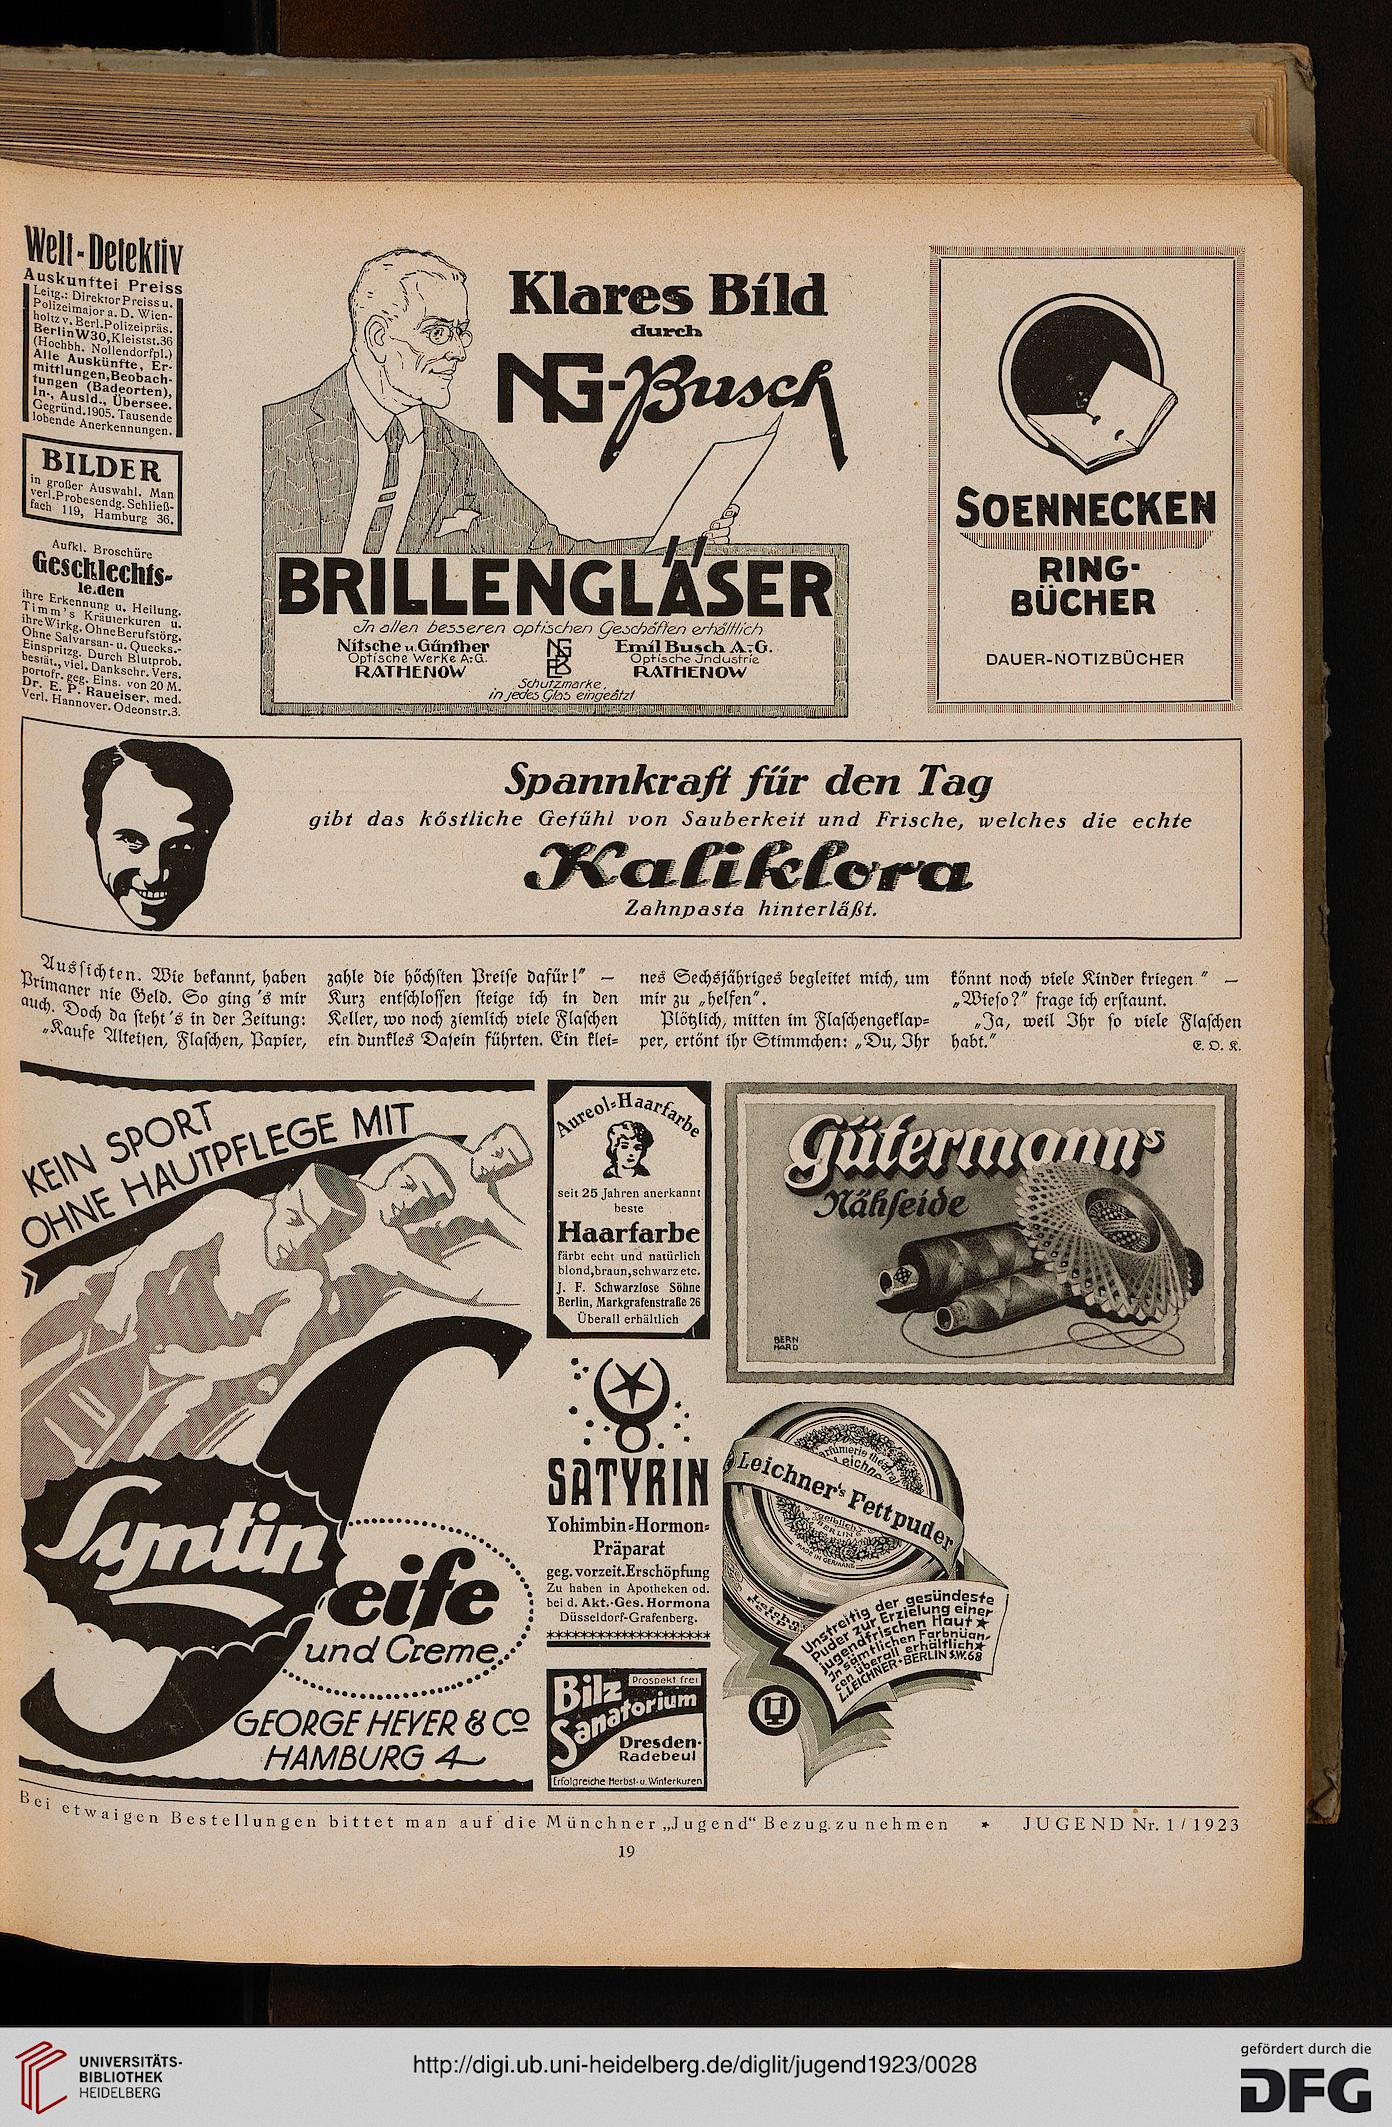 Welt-Detektiv
Auskunftei Preiss
Leitg.: Direktor Preiss u.
Polizeimajor a. D. Wien-
holtz v. Berl. Polizeipräs.
Berlin W30, Kleistst.36
(Hochbh. Nollendorfpl.)
Alle Auskünfte, Er-
mittlungen, Beobach-
tungen (Badeorten),
In-, Ausld., Übersee.
Gegründ. 1905. Tausende
lobende Anerkennungen.
BILDER
in großer Auswahl. Man
verl. Probesendg. Schließ-
fach 119, Hamburg 36.
Aufkl. Broschüre
Geschlechts-
leiden
ihre Erkennung u. Heilung.
Timm's Kräuterkuren u.
ihre Wirkg. Ohne Berufstörg.
Ohne Salvarsan- u. Quecks.-
Einspritzg. Durch Blutprob.
bestät., viel. Dankschr. Vers.
portofr. geg. Eins. von 20 M.
Dr. E. P. Raueiser, med.
Verl. Hannover. Odeonstr.3.
Klares Bild
durch
NG-Busch
BRILLENGLÄSER
In allen besseren optischen Geschäften erhältlich
Nitsche u. Günther
Optische Werke A.-G.
RATHENOW
NG
EB
Emil Busch A.-G.
Optische Industrie
RATHENOW
Schutzmarke,
in jedes Glas eingeätzt
SOENNECKEN
RING-
BÜCHER
DAUER-NOTIZBÜCHER
Spannkraft für den Tag
gibt das köstliche Gefühl von Sauberkeit und Frische, welches die echte
Kaliklora
Zahnpasta hinterläßt.
Aussichten. Wie bekannt, haben
Primaner nie Geld. So ging's mir
auch. Doch da steht's in der Zeitung:
„Kaufe Alteisen, Flaschen, Papier,
zahle die höchsten Preise dafür!" —
Kurz entschlossen steige ich in den
Keller, wo noch ziemlich viele Flaschen
ein dunkles Dasein führten. Ein klei-
nes Sechsjähriges begleitet mich, um
mir zu „helfen".
Plötzlich, mitten im Flaschengeklap-
per, ertönt ihr Stimmchen: „Du, Ihr
könnt noch viele Kinder kriegen " —
„Wieso?" frage ich erstaunt.
„Ja, weil Ihr so viele Flaschen
habt." E. O. K.
KEIN SPORT
OHNE HAUTPFLEGE MIT
Syntin
Seife
und Creme
GEORGE HEYER & Co
HAMBURG 4
Aureol-Haarfarbe
seit 25 Jahren anerkannt
beste
Haarfarbe
färbt echt und natürlich
blond, braun, schwarz etc.
J. F. Schwarzlose Söhne
Berlin, Markgrafenstraße 26
Überall erhältlich
SATYRIN
Yohimbin-Hormon-
Präparat
geg. vorzeit. Erschöpfung
Zu haben in Apotheken od.
bei d. Akt.-Ges. Hormona
Düsseldorf-Grafenberg.
Bilz
Prospekt frei
Sanatorium
Dresden-
Radebeul
Erfolgreiche Herbst- u. Winterkuren
Gütermann's
Nähseide
BERN
HARD
Leichner's Fettpuder
Unstreitig der gesündeste
Puder zur Erzielung einer
jugendfrischen Haut ★
In sämtlichen Farbnüan,
cen überall erhältlich ★
L. LEICHNER • BERLIN S.W. 68
Bei etwaigen Bestellungen bittet man auf die Münchner „Jugend" Bezug zu nehmen * JUGEND Nr. 1 / 1923
19
UNIVERSITÄTS-
BIBLIOTHEK
HEIDELBERG
http://digi.ub.uni-heidelberg.de/diglit/jugend1923/0028
gefördert durch die
DFG